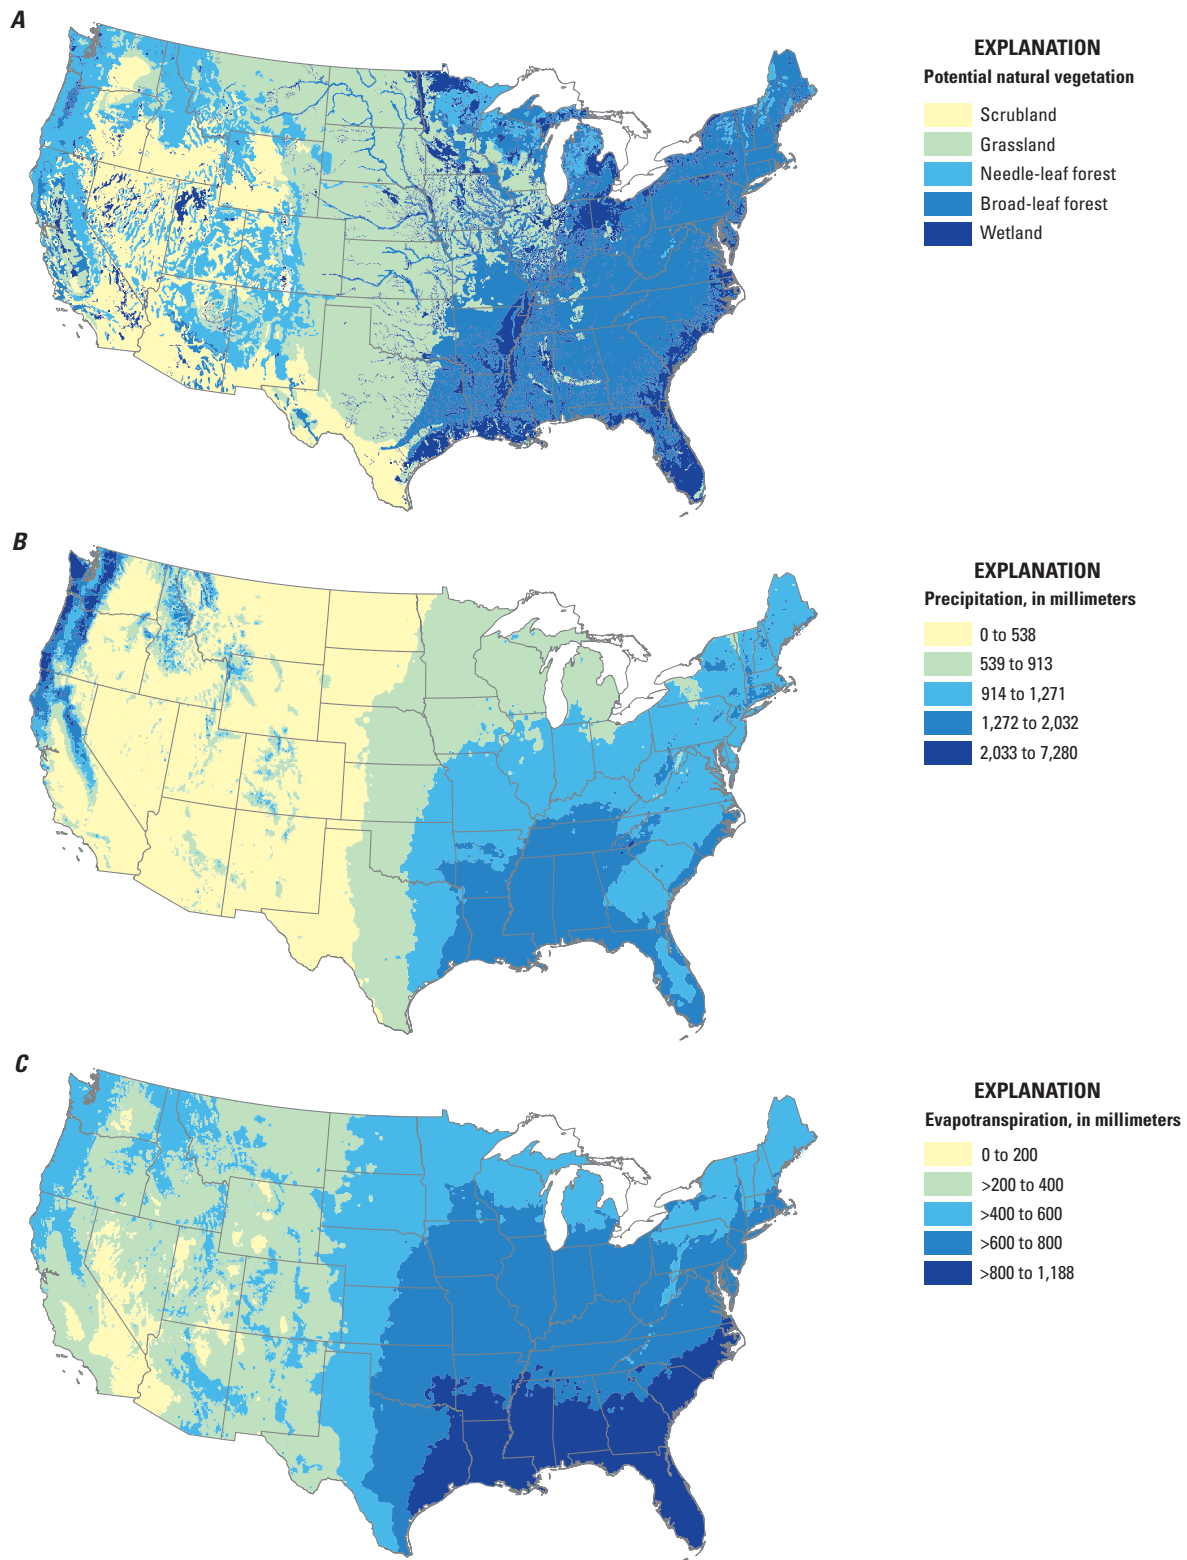 A
EXPLANATION
Potential natural vegetation
Scrubland
Grassland
Needle-leaf forest
Broad-leaf forest
Wetland
B
EXPLANATION
Precipitation, in millimeters
0 to 538
539 to 913
914 to 1,271
1,272 to 2,032
2,033 to 7,280
C
EXPLANATION
Evapotranspiration, in millimeters
0 to 200
>200 to 400
>400 to 600
>600 to 800
>800 to 1,188